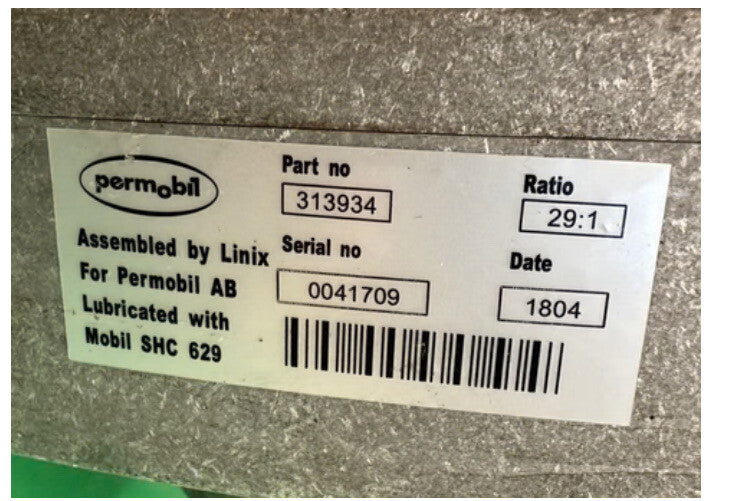 permobil
Assembled by Linix
For Permobil AB
Lubricated with
Mobil SHC 629
Part no
313934
Serial no
0041709
Ratio
29:1
Date
1804